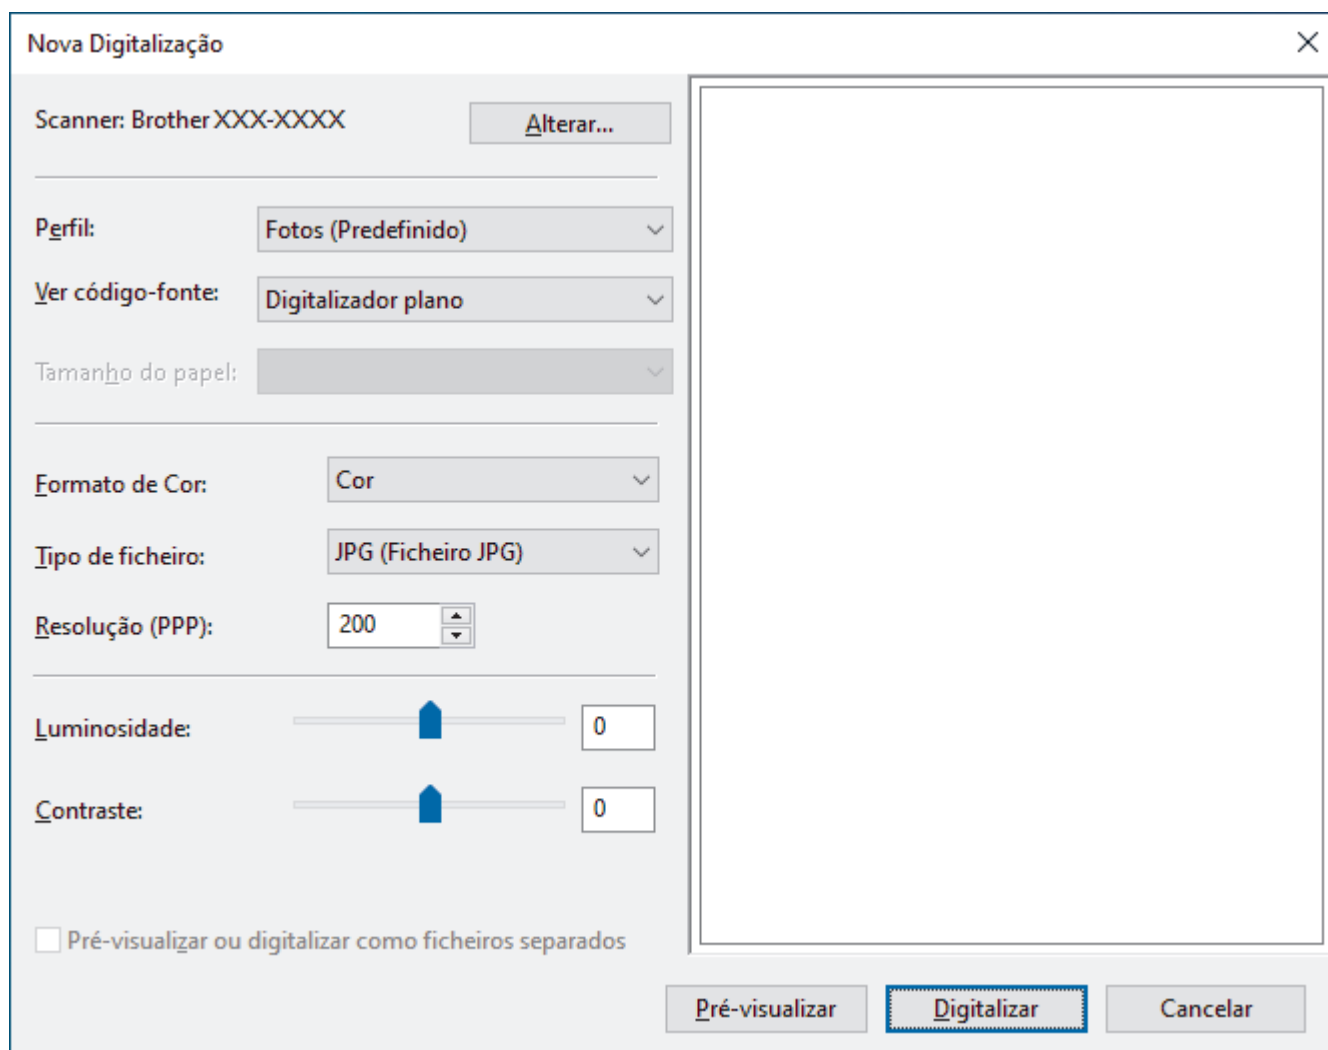 Nova Digitalização
Scanner: Brother XXX-XXXX
Alterar...
Perfil:
Fotos (Predefinido)
Ver código-fonte:
Digitalizador plano
Tamanho do papel:
Formato de Cor:
Cor
Tipo de ficheiro:
JPG (Ficheiro JPG)
Resolução (PPP):
200
Luminosidade:
0
Contraste:
0
Pré-visualizar ou digitalizar como ficheiros separados
Pré-visualizar
Digitalizar
Cancelar